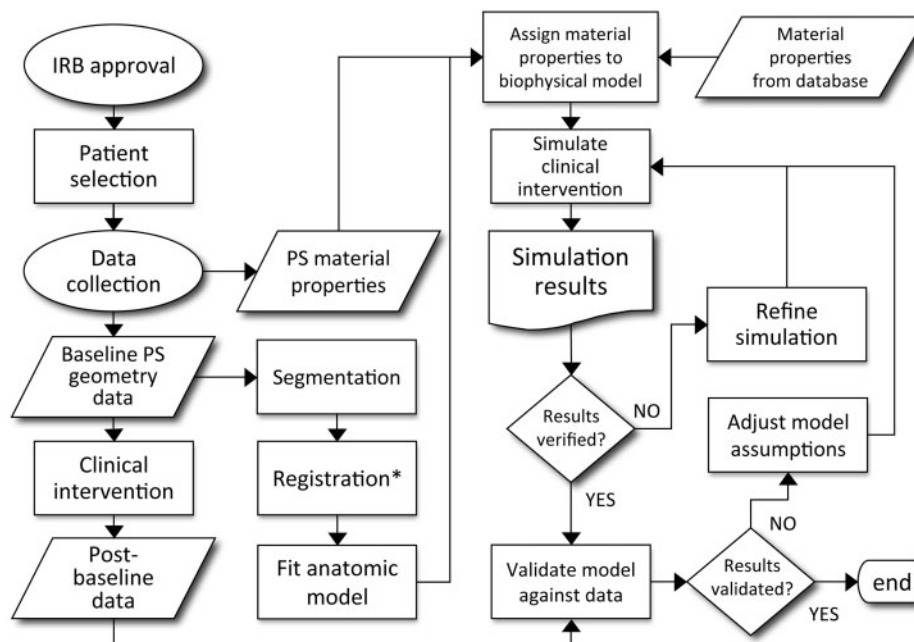 IRB approval
Patient
selection
Data
collection
PS material
properties
Baseline PS
geometry
data
Segmentation
Clinical
intervention
Registration*
Post-
baseline
data
Fit anatomic
model
Assign material
properties to
biophysical model
Material
properties
from database
Simulate
clinical
intervention
Simulation
results
Refine
simulation
Results
verified?
NO
YES
Adjust model
assumptions
Validate model
against data
Results
validated?
NO
YES
end